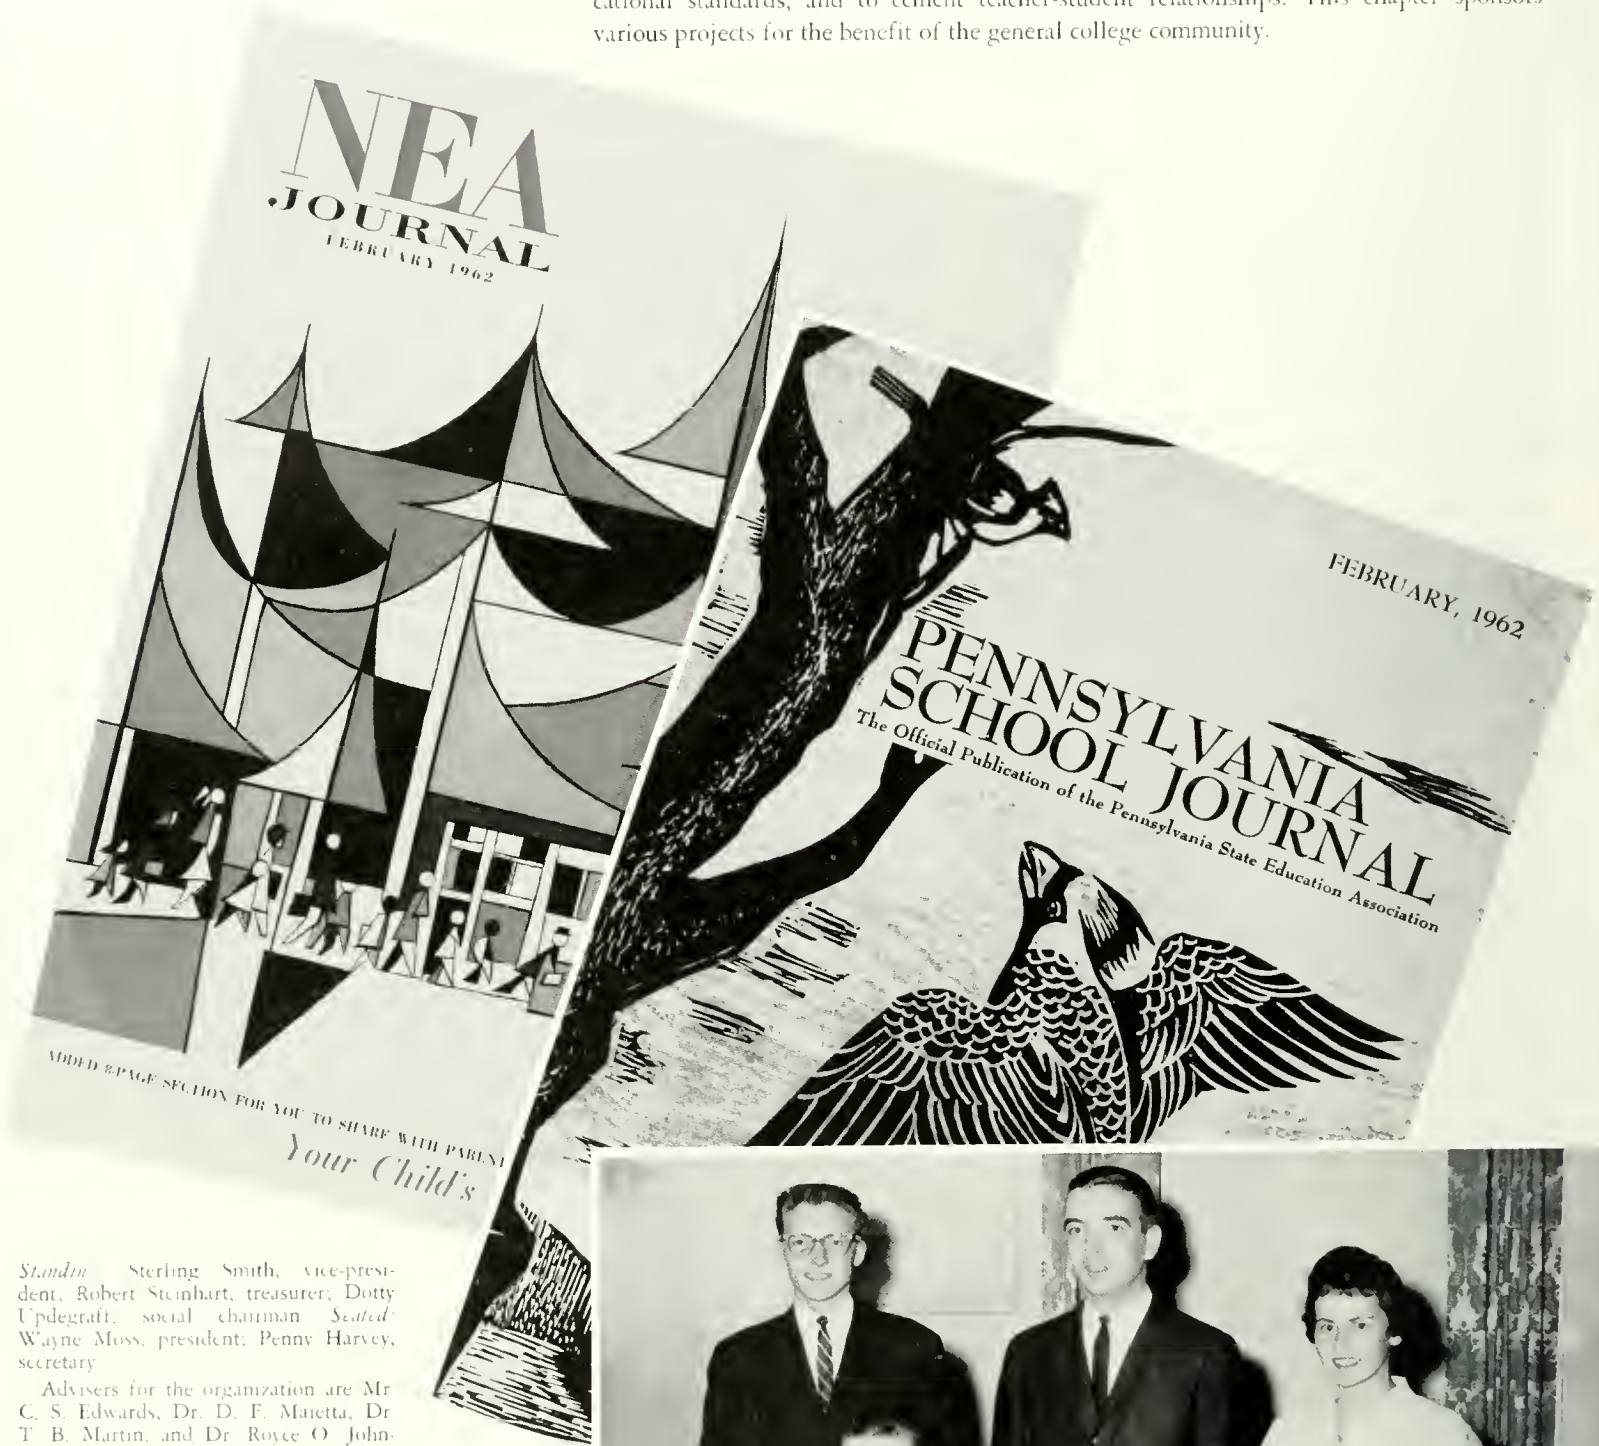 cational standards, and to cement teacher-student relationships. This chapter sponsors
various projects for the benefit of the general college community.
NEA
JOURNAL
FEBRUARY 1962
ADDED 8-PAGE SECTION FOR YOU TO SHARE WITH PARENT
Your Child's
FEBRUARY, 1962
PENNSYLVANIA
SCHOOL JOURNAL
The Official Publication of the Pennsylvania State Education Association
Standin Sterling Smith, vice-presi-
dent, Robert Steinhart, treasurer; Dotty
Updegraft, social chairman Seated:
Wayne Moss, president; Penny Harvey,
secretary
Advisers for the organization are Mr
C. S. Edwards, Dr. D. F. Maietta, Dr
T B. Martin, and Dr Royce O John-